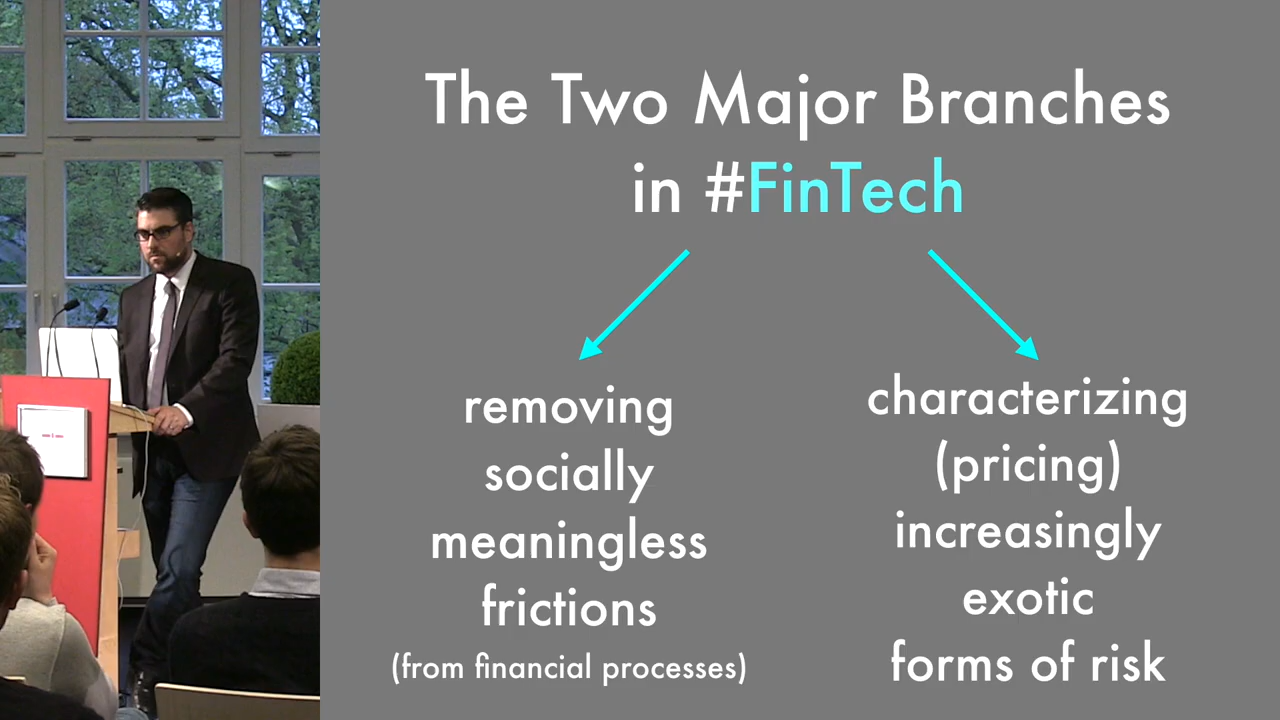 The Two Major Branches
in #FinTech
removing
socially
meaningless
frictions
(from financial processes)
characterizing
(pricing)
increasingly
exotic
forms of risk